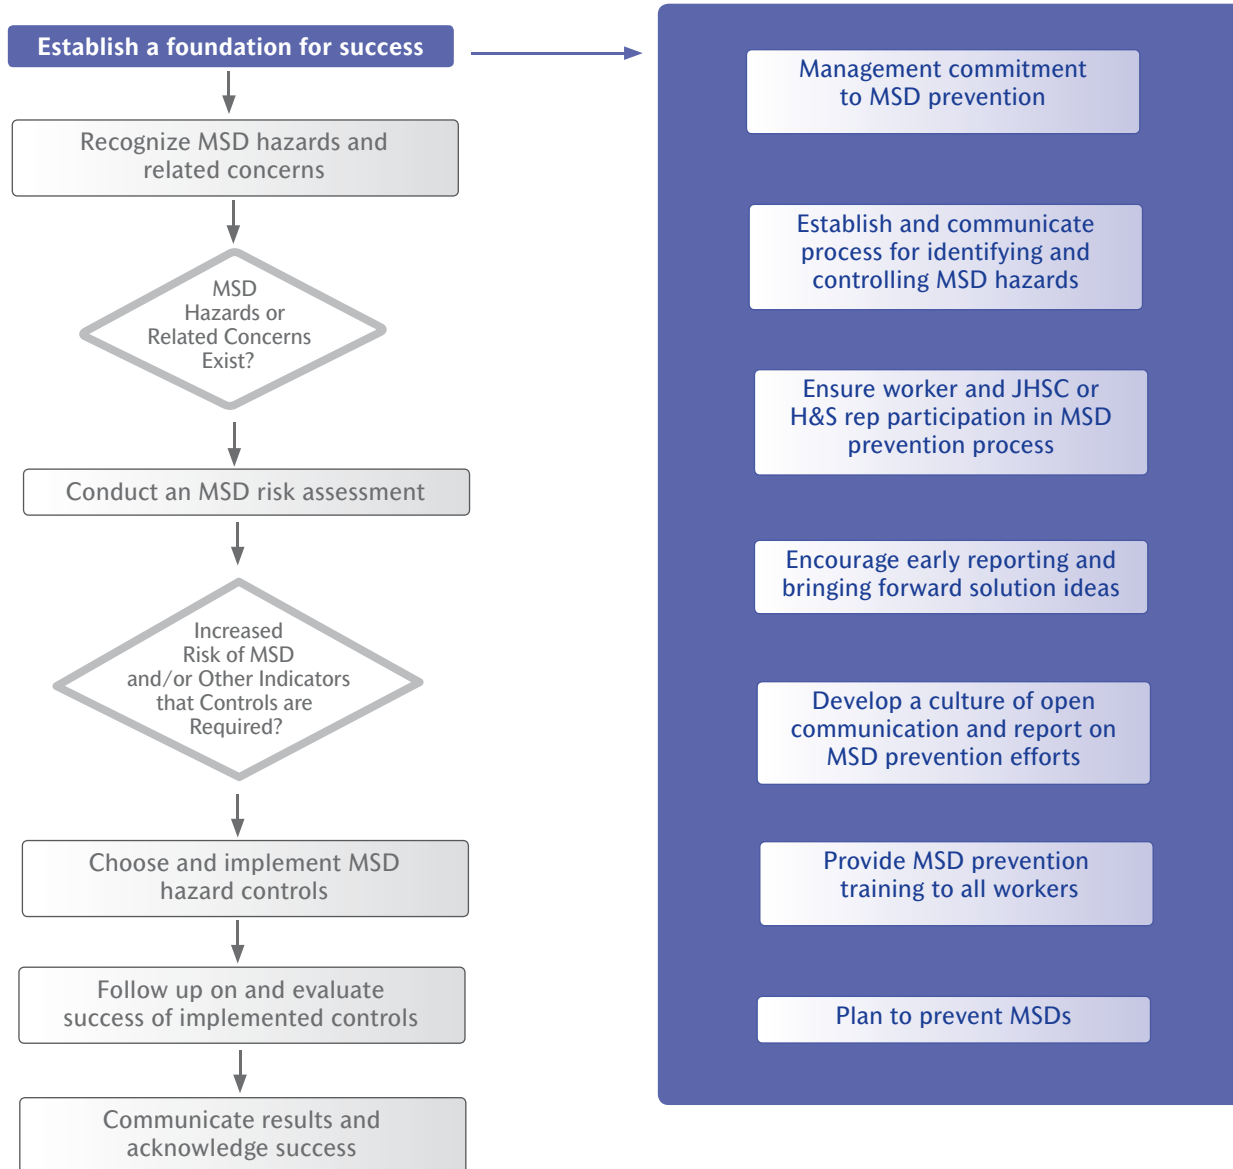 Establish a foundation for success
Recognize MSD hazards and
related concerns
MSD
Hazards or
Related Concerns
Exist?
Conduct an MSD risk assessment
Increased
Risk of MSD
and/or Other Indicators
that Controls are
Required?
Choose and implement MSD
hazard controls
Follow up on and evaluate
success of implemented controls
Communicate results and
acknowledge success
Management commitment
to MSD prevention
Establish and communicate
process for identifying and
controlling MSD hazards
Ensure worker and JHSC or
H&S rep participation in MSD
prevention process
Encourage early reporting and
bringing forward solution ideas
Develop a culture of open
communication and report on
MSD prevention efforts
Provide MSD prevention
training to all workers
Plan to prevent MSDs